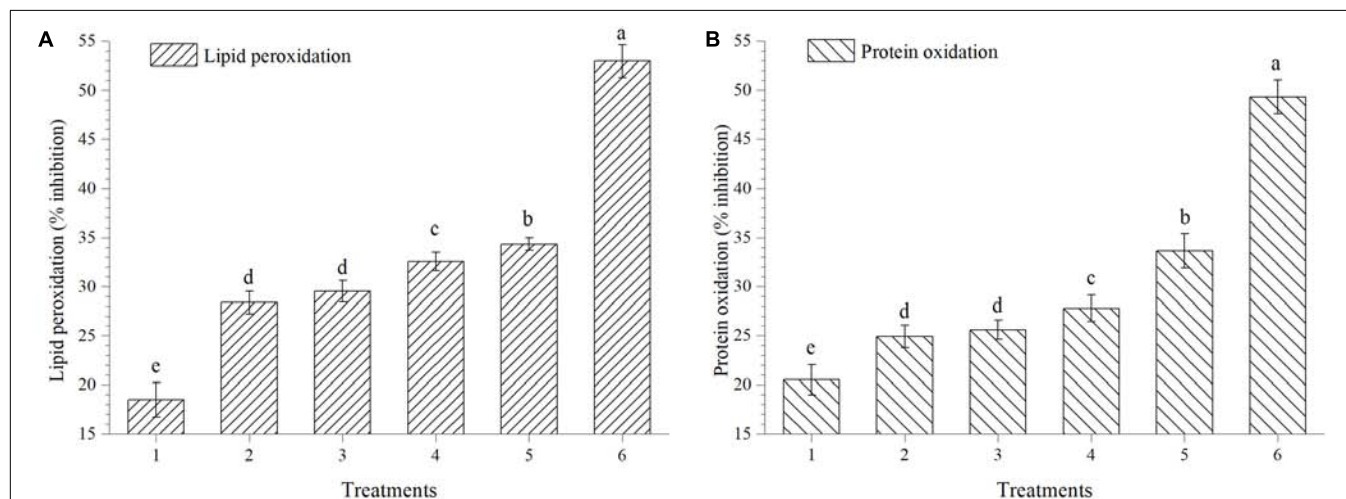 A
Lipid peroxidation
Lipid peroxidation (% inhibition)
55
50
45
40
35
30
25
20
15
e
d
d
c
b
a
1 2 3 4 5 6
Treatments
B
Protein oxidation
Protein oxidation (% inhibition)
55
50
45
40
35
30
25
20
15
e
d
d
c
b
a
1 2 3 4 5 6
Treatments